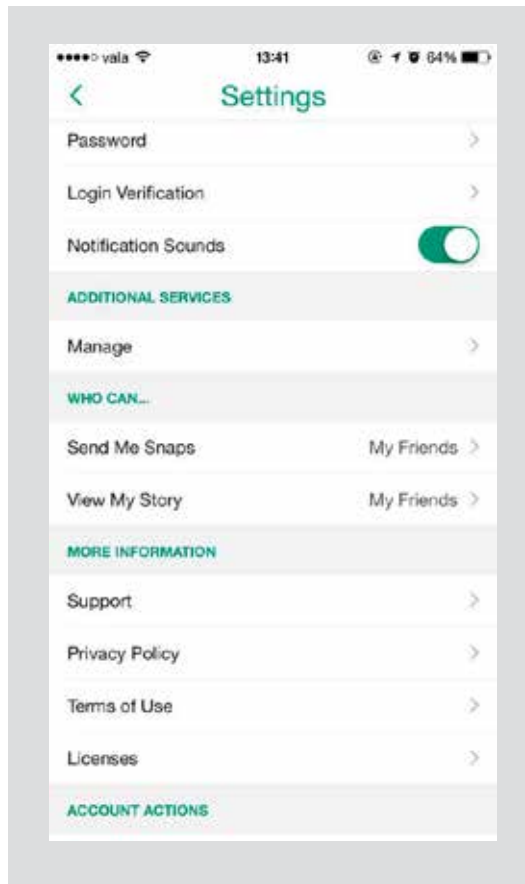 vala 13:41 64%
Settings
Password
Login Verification
Notification Sounds
ADDITIONAL SERVICES
Manage
WHO CAN...
Send Me Snaps My Friends
View My Story My Friends
MORE INFORMATION
Support
Privacy Policy
Terms of Use
Licenses
ACCOUNT ACTIONS